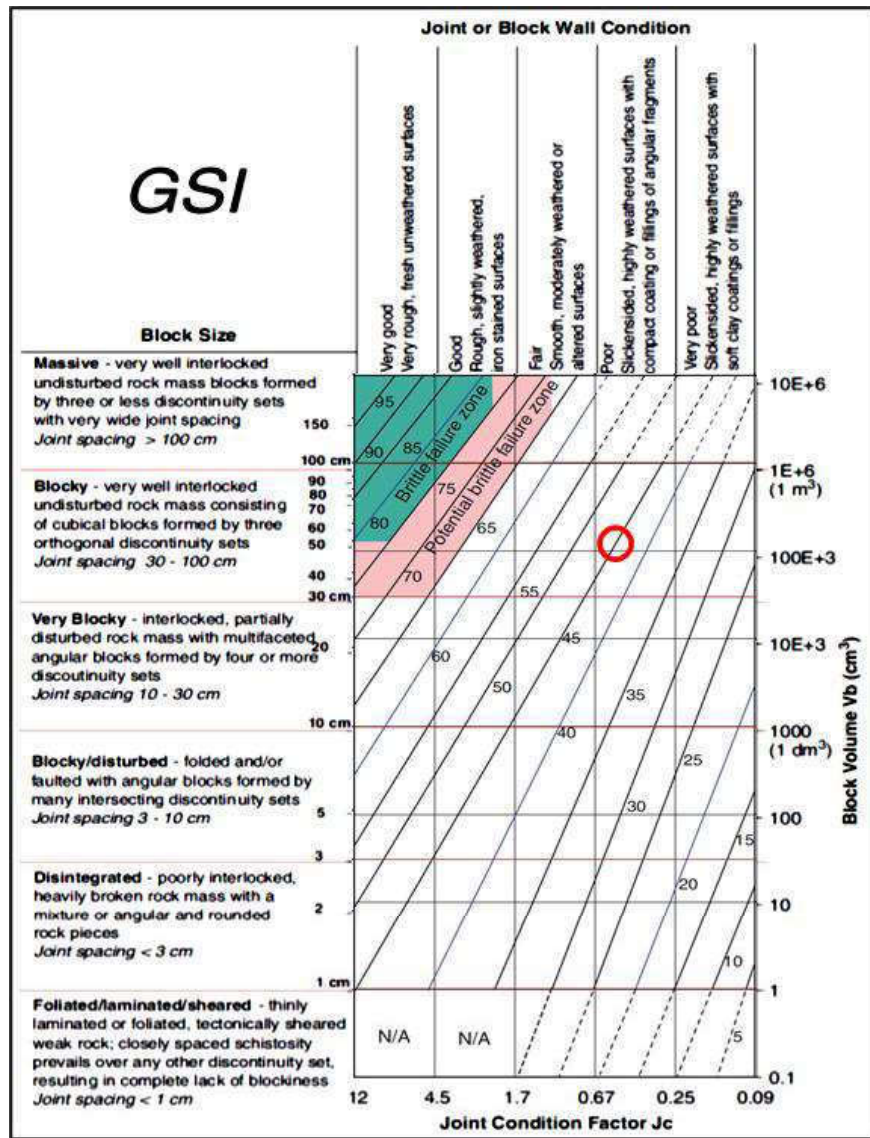 Joint or Block Wall Condition
GSI
Very good
Very rough, fresh unweathered surfaces
Good
Rough, slightly weathered,
iron stained surfaces
Fair
Smooth, moderately weathered or
altered surfaces
Poor
Slickensided, highly weathered surfaces with
compact coating or fillings of angular fragments
Very poor
Slickensided, highly weathered surfaces with
soft clay coatings or fillings
Block Size
Massive - very well interlocked
undisturbed rock mass blocks formed
by three or less discontinuity sets
with very wide joint spacing
Joint spacing > 100 cm
Blocky - very well interlocked
undisturbed rock mass consisting
of cubical blocks formed by three
orthogonal discontinuity sets
Joint spacing 30 - 100 cm
Very Blocky - interlocked, partially
disturbed rock mass with multifaceted
angular blocks formed by four or more
discoutinuity sets
Joint spacing 10 - 30 cm
Blocky/disturbed - folded and/or
faulted with angular blocks formed by
many intersecting discontinuity sets
Joint spacing 3 - 10 cm
Disintegrated - poorly interlocked,
heavily broken rock mass with a
mixture or angular and rounded
rock pieces
Joint spacing < 3 cm
Foliated/laminated/sheared - thinly
laminated or foliated, tectonically sheared
weak rock; closely spaced schistosity
prevails over any other discontinuity set,
resulting in complete lack of blockiness
Joint spacing < 1 cm
150
100 cm
90
80
70
60
50
40
30 cm
20
10 cm
5
3
2
1 cm
95
90
85
80
Brittle failure zone
75
Potential brittle failure zone
70
65
60
55
50
45
40
35
30
25
20
15
10
5
N/A
N/A
10E+6
1E+6
(1 m³)
100E+3
10E+3
1000
(1 dm³)
100
10
1
0.1
Block Volume Vb (cm³)
12
4.5
1.7
0.67
0.25
0.09
Joint Condition Factor Jc